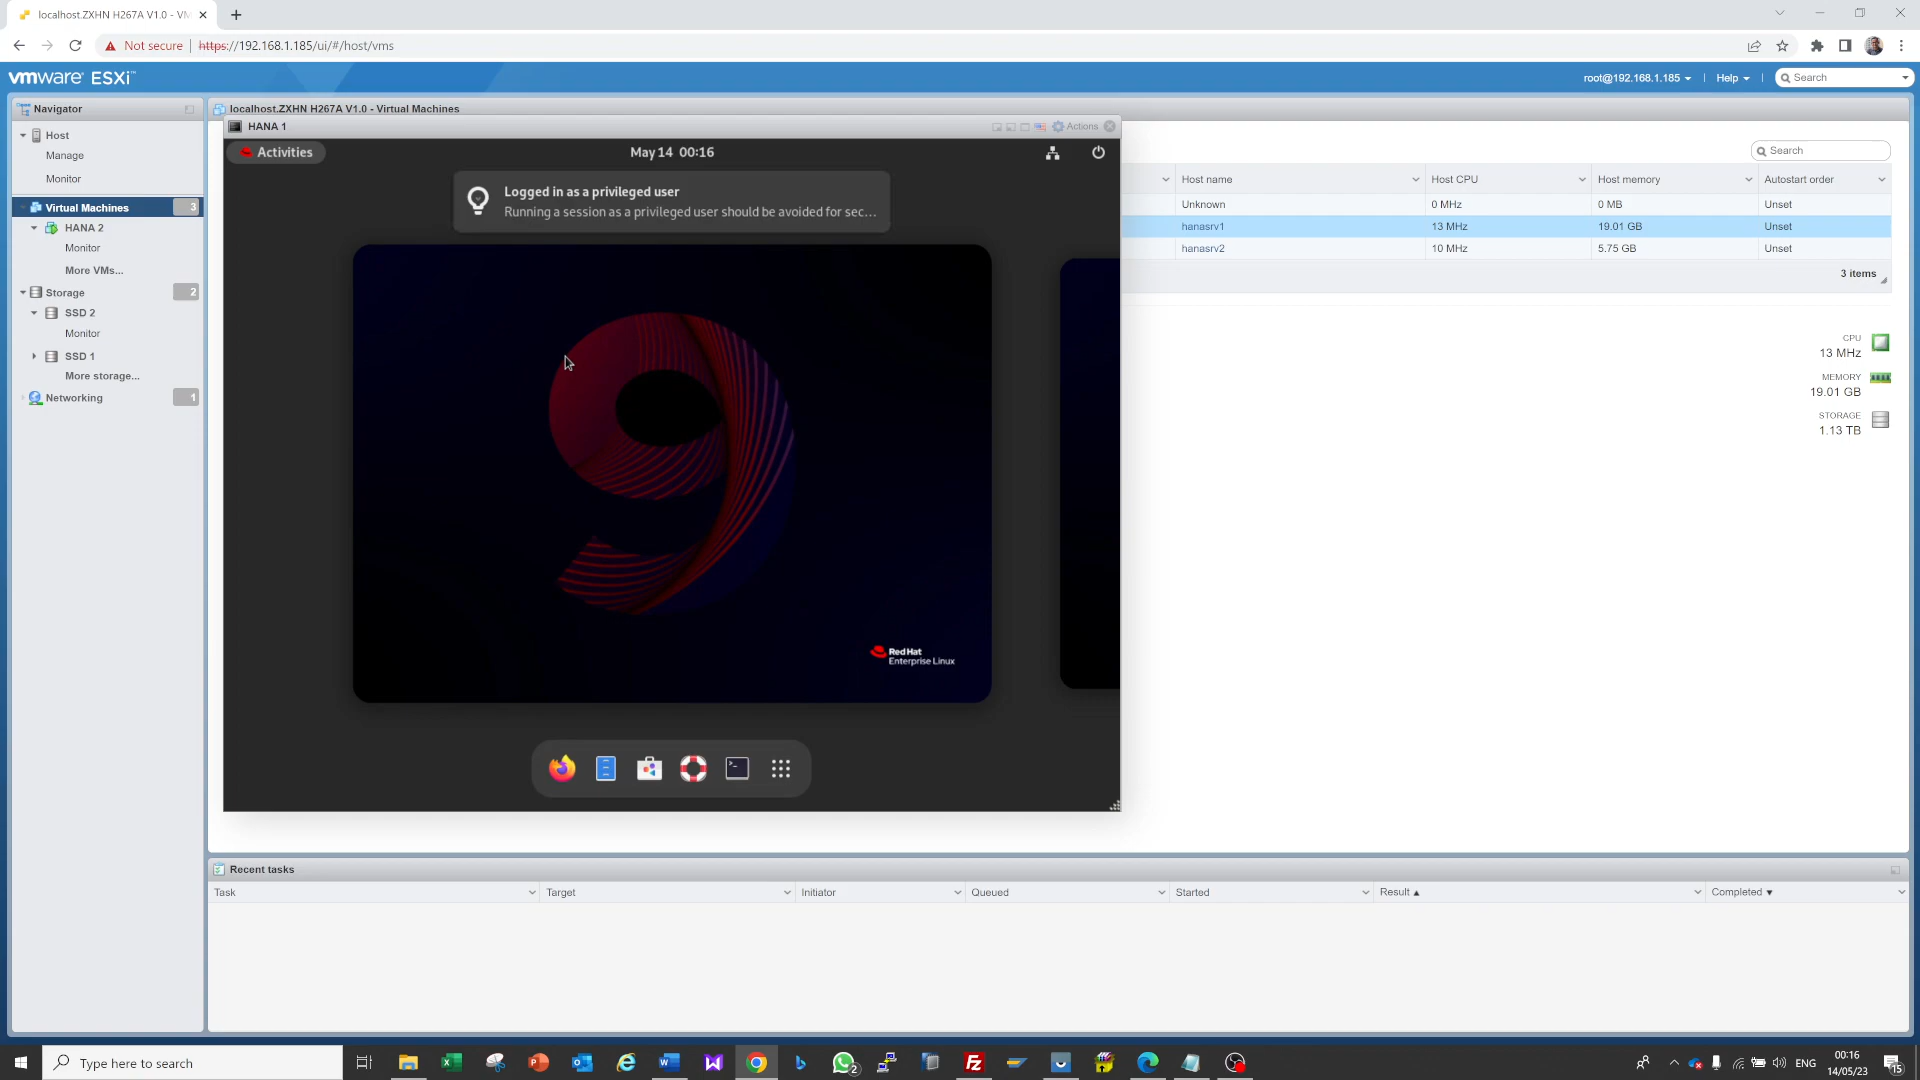 localhost.ZXHN H267A V1.0 - VM
Not secure
https://192.168.1.185/ui/#/host/vms
vmware ESXi™
root@192.168.1.185
Help
Search
Navigator
localhost.ZXHN H267A V1.0 - Virtual Machines
Host
Manage
Monitor
Virtual Machines 3
HANA 2
Monitor
More VMs...
Storage 2
SSD 2
Monitor
SSD 1
More storage...
Networking 1
HANA 1
Actions
Activities
May 14 00:16
Logged in as a privileged user
Running a session as a privileged user should be avoided for sec...
9
Red Hat
Enterprise Linux
Search
Host name Host CPU Host memory Autostart order
Unknown 0 MHz 0 MB Unset
hanasrv1 13 MHz 19.01 GB Unset
hanasrv2 10 MHz 5.75 GB Unset
3 items
CPU
13 MHz
MEMORY
19.01 GB
STORAGE
1.13 TB
Recent tasks
Task Target Initiator Queued Started Result Completed
Type here to search
2
ENG
00:16
14/05/23
15